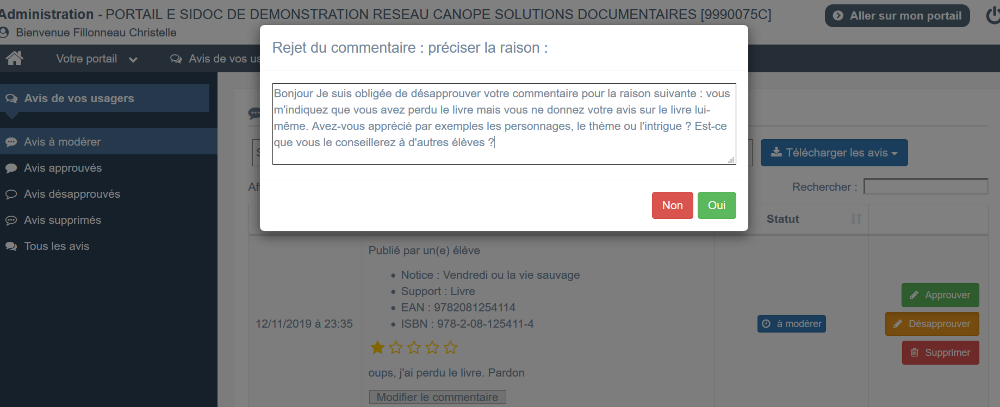 Administration - PORTAIL E SIDOC DE DEMONSTRATION RESEAU CANOPE SOLUTIONS DOCUMENTAIRES [9990075C]
Aller sur mon portail
Bienvenue Fillonneau Christelle
Votre portail
Avis de vos us
Rejet du commentaire : préciser la raison :
Bonjour Je suis obligée de désapprouver votre commentaire pour la raison suivante : vous
m'indiquez que vous avez perdu le livre mais vous ne donnez votre avis sur le livre lui-
même. Avez-vous apprécié par exemples les personnages, le thème ou l'intrigue ? Est-ce
que vous le conseillerez à d'autres élèves ?
Non
Oui
Avis de vos usagers
Avis à modérer
Avis approuvés
Avis désapprouvés
Avis supprimés
Tous les avis
Télécharger les avis
Rechercher :
Statut
12/11/2019 à 23:35
Publié par un(e) élève
Notice : Vendredi ou la vie sauvage
Support : Livre
EAN : 9782081254114
ISBN : 978-2-08-125411-4
oups, j'ai perdu le livre. Pardon
Modifier le commentaire
à modérer
Approuver
Désapprouver
Supprimer